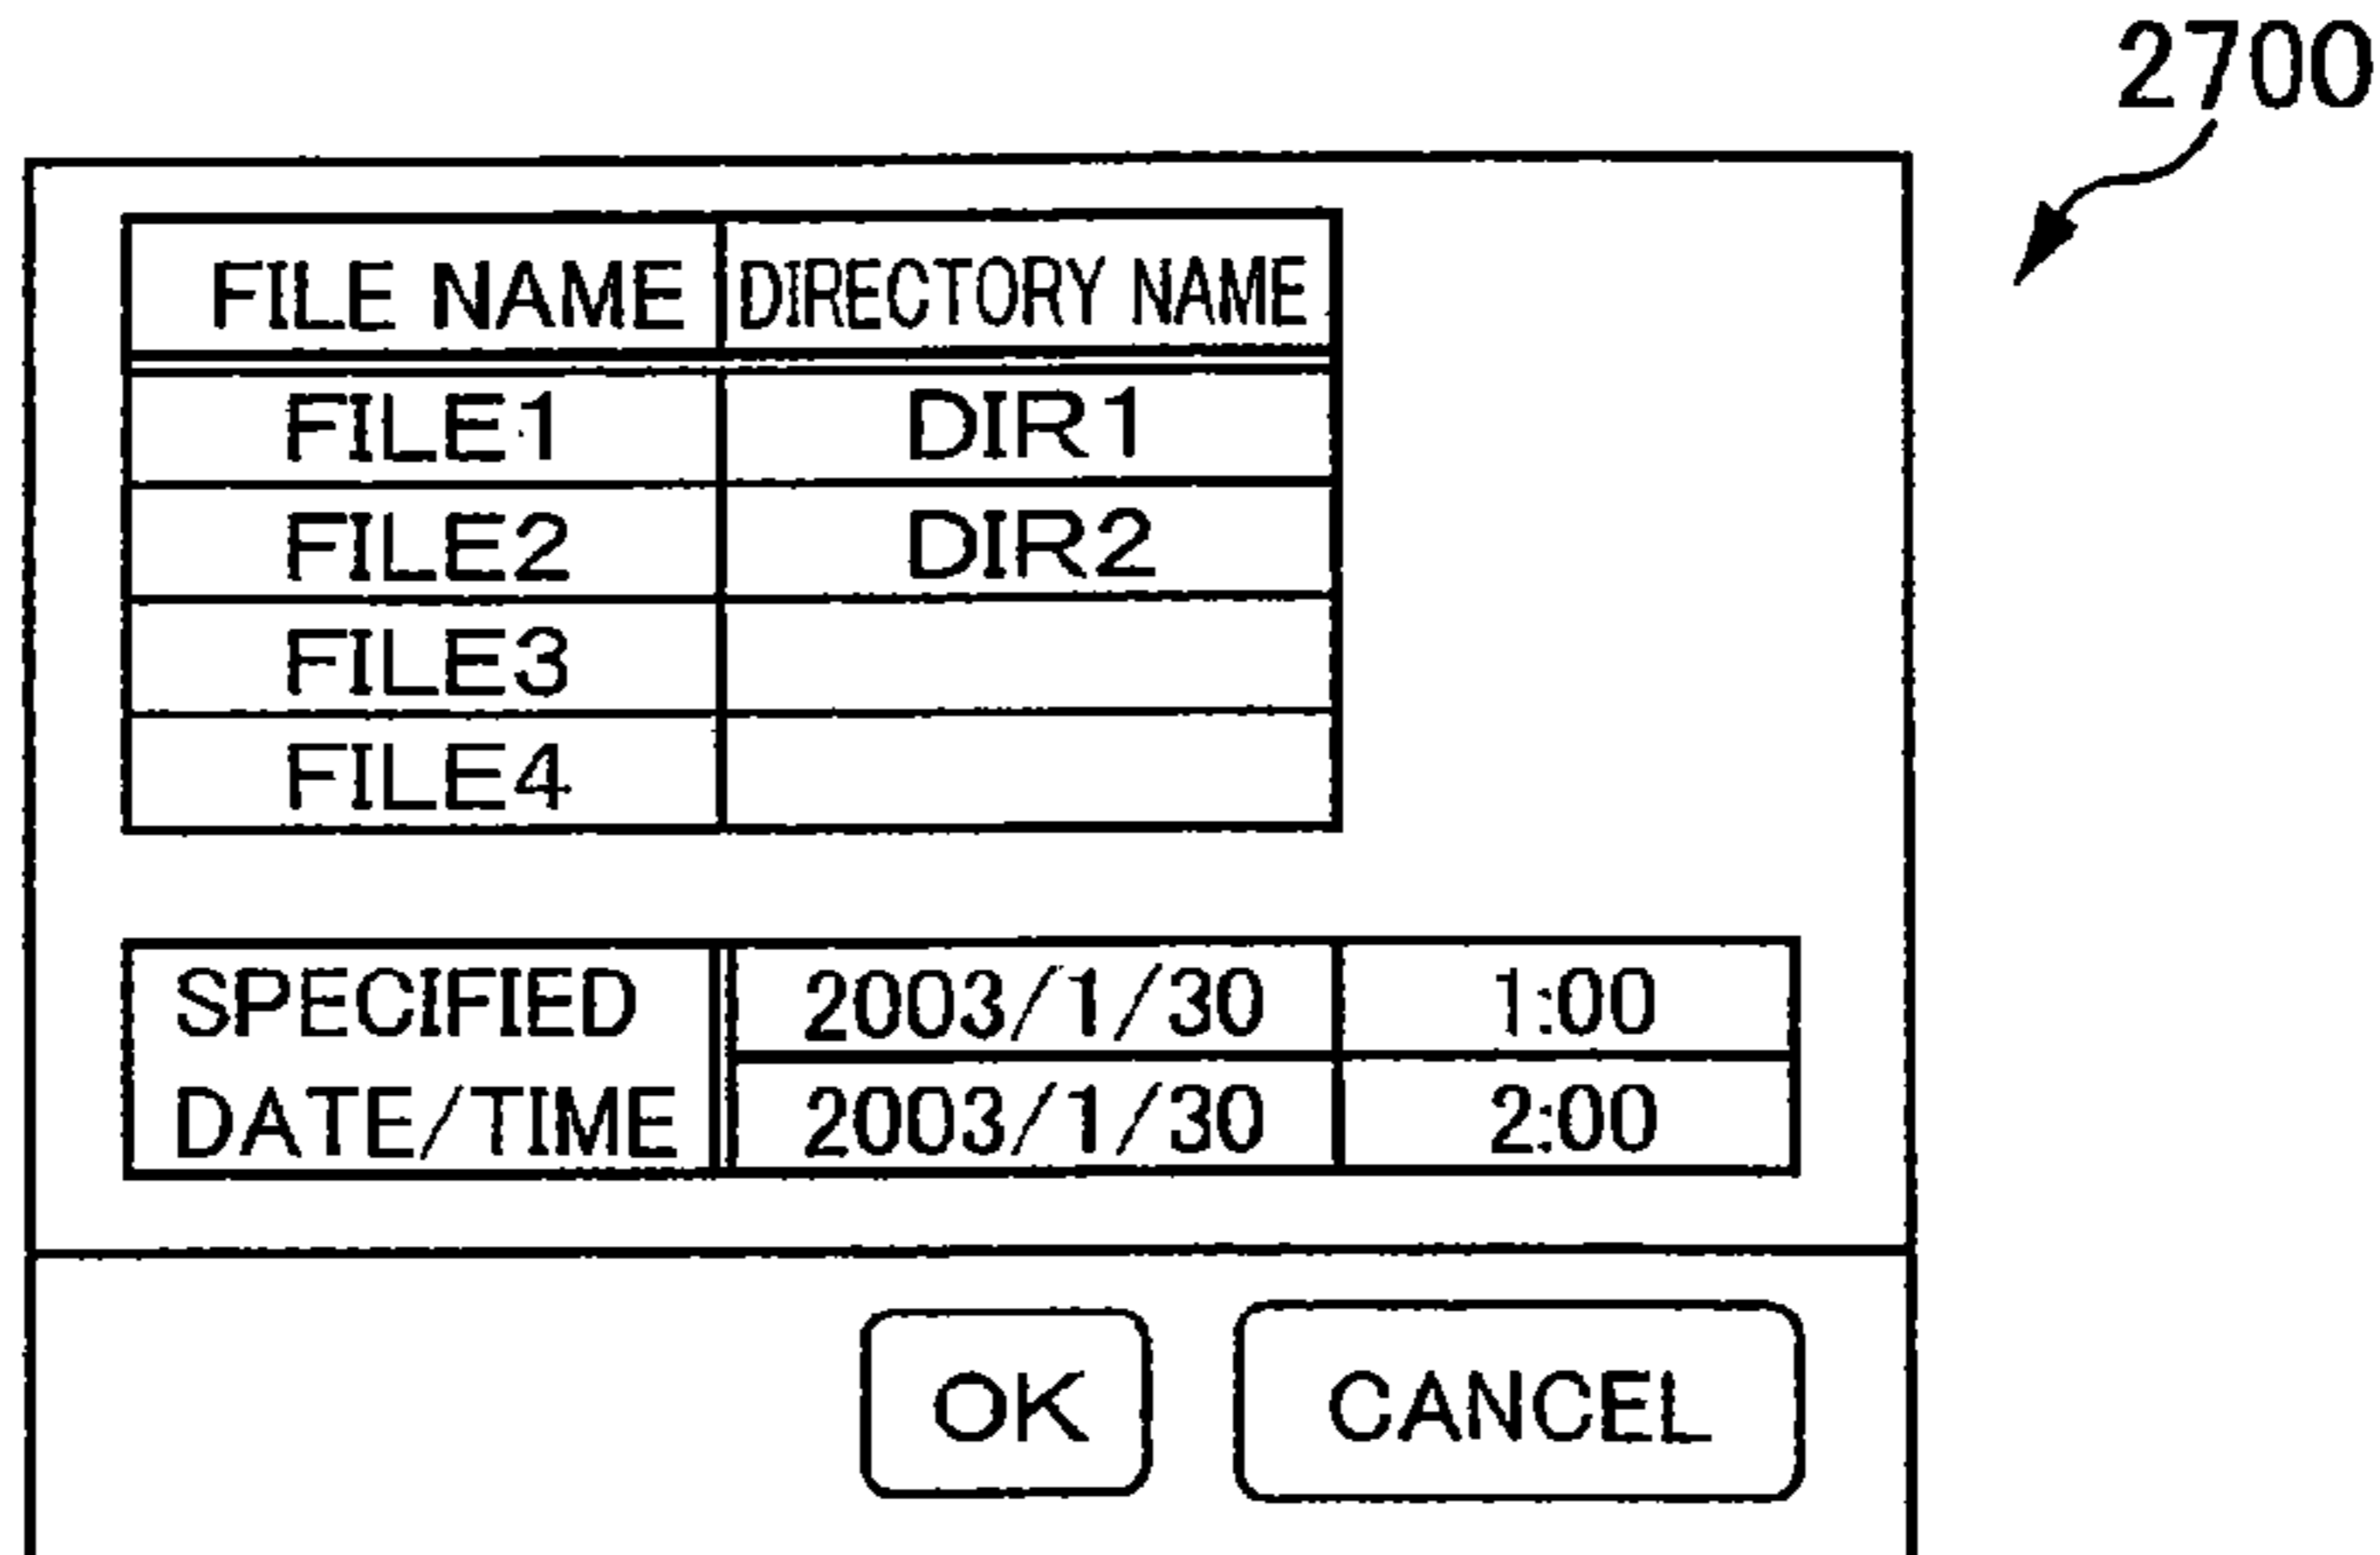 2700
FILE NAME DIRECTORY NAME
FILE1 DIR1
FILE2 DIR2
FILE3
FILE4
SPECIFIED 2003/1/30 1:00
DATE/TIME 2003/1/30 2:00
OK CANCEL